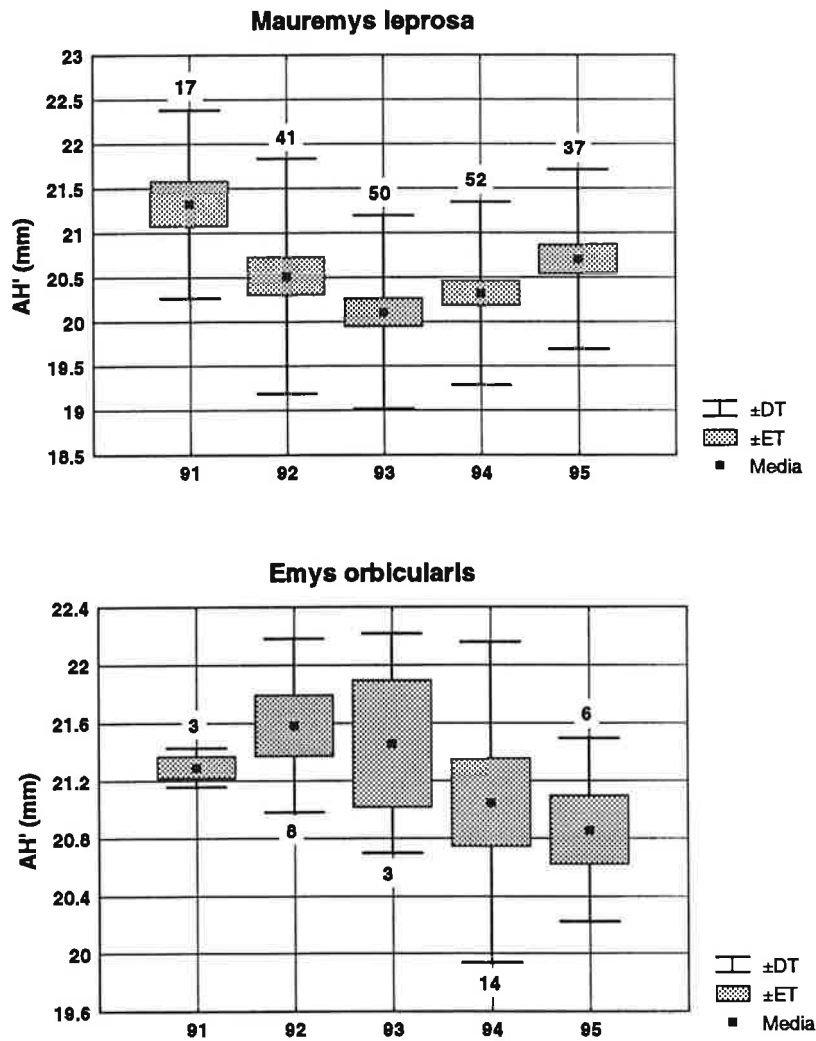 Mauremys leprosa
AH' (mm)
23
22.5
22
21.5
21
20.5
20
19.5
19
18.5
17
41
50
52
37
91 92 93 94 95
±DT
±ET
Media
Emys orbicularis
AH' (mm)
22.4
22
21.6
21.2
20.8
20.4
20
19.6
3
8
3
14
6
91 92 93 94 95
±DT
±ET
Media